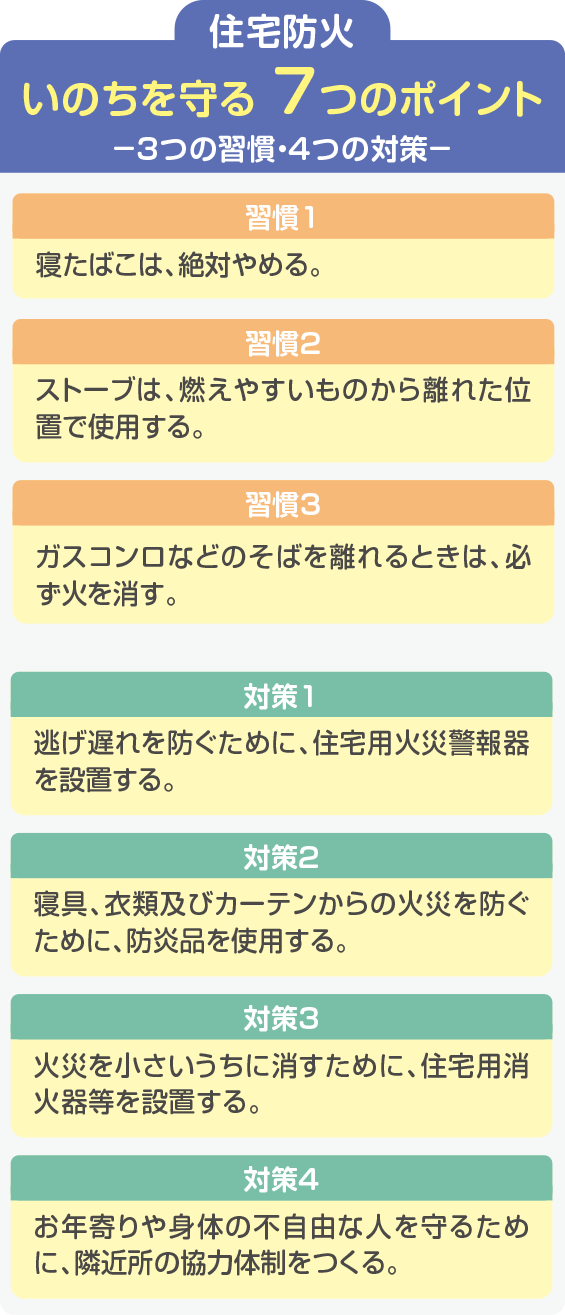 住宅防火
いのちを守る 7つのポイント
−3つの習慣・4つの対策−
習慣1
寝たばこは、絶対やめる。
習慣2
ストーブは、燃えやすいものから離れた位
置で使用する。
習慣3
ガスコンロなどのそばを離れるときは、必
ず火を消す。
対策1
逃げ遅れを防ぐために、住宅用火災警報器
を設置する。
対策2
寝具、衣類及びカーテンからの火災を防ぐ
ために、防炎品を使用する。
対策3
火災を小さいうちに消すために、住宅用消
火器等を設置する。
対策4
お年寄りや身体の不自由な人を守るため
に、隣近所の協力体制をつくる。